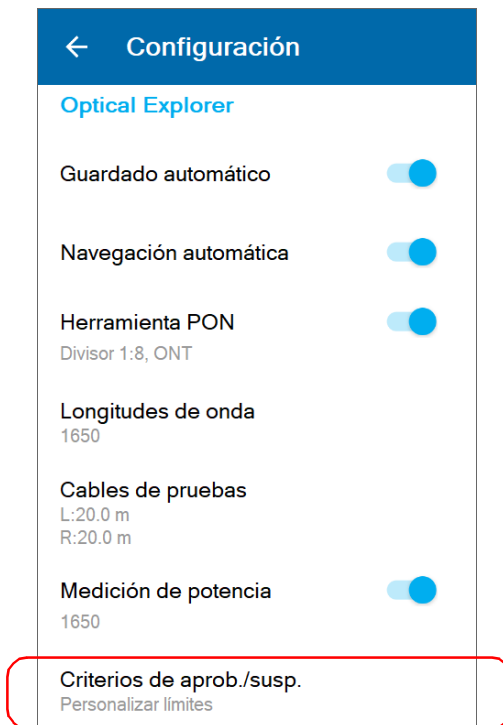 Configuración
Optical Explorer
Guardado automático
Navegación automática
Herramienta PON
Divisor 1:8, ONT
Longitudes de onda
1650
Cables de pruebas
L:20.0 m
R:20.0 m
Medición de potencia
1650
Criterios de aprob./susp.
Personalizar límites